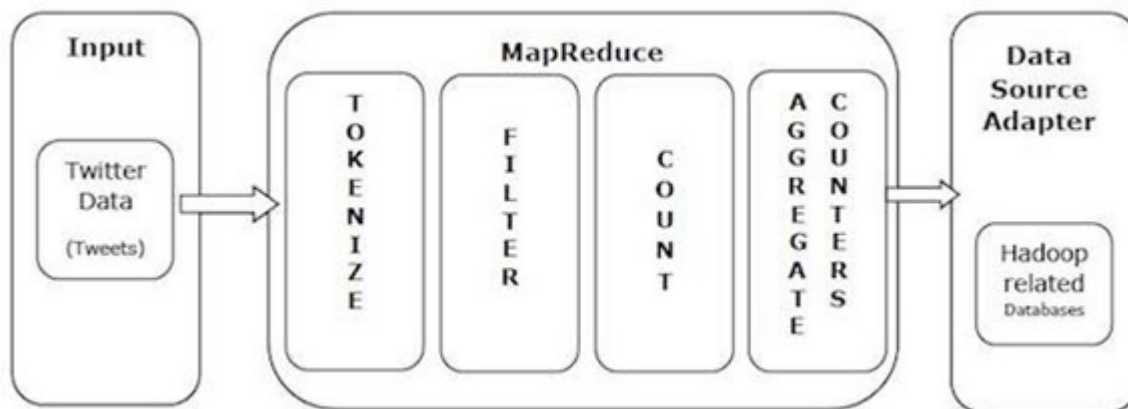 Input
Twitter
Data
(Tweets)
MapReduce
TOKENIZE
FILTER
COUNT
AGGREGATE
COUNTERS
Data
Source
Adapter
Hadoop
related
Databases